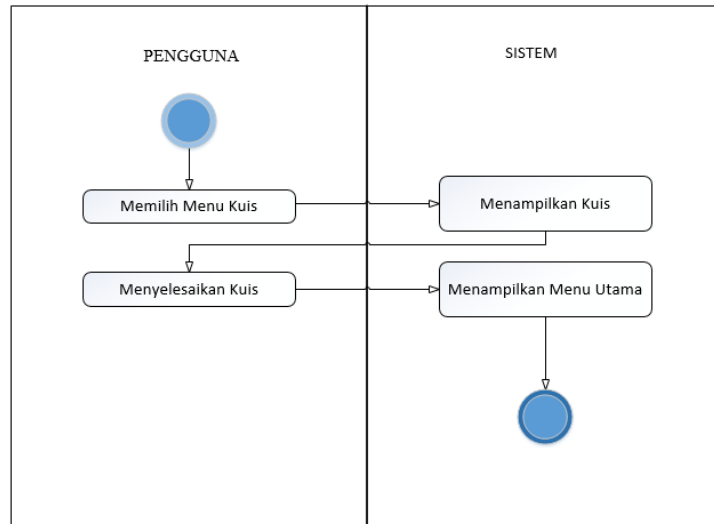 PENGGUNA
SISTEM
Memilih Menu Kuis
Menampilkan Kuis
Menyelesaikan Kuis
Menampilkan Menu Utama